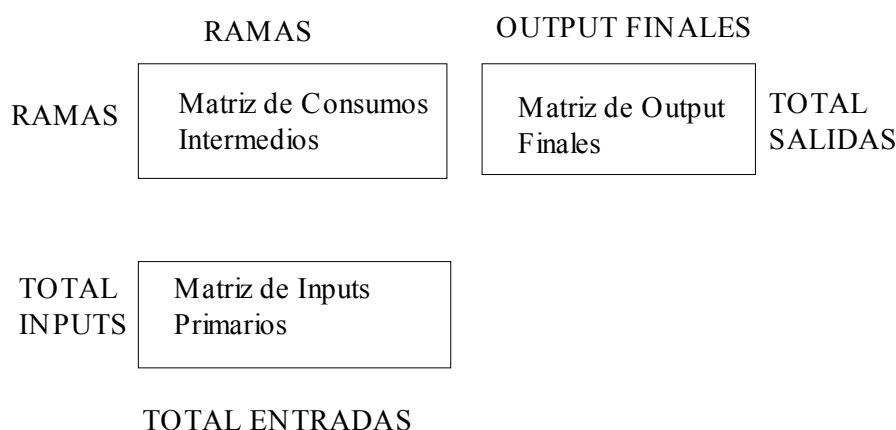 RAMAS
OUTPUT FINALES
RAMAS
Matriz de Consumos
Intermedios
Matriz de Output
Finales
TOTAL
SALIDAS
TOTAL
INPUTS
Matriz de Inputs
Primarios
TOTAL ENTRADAS